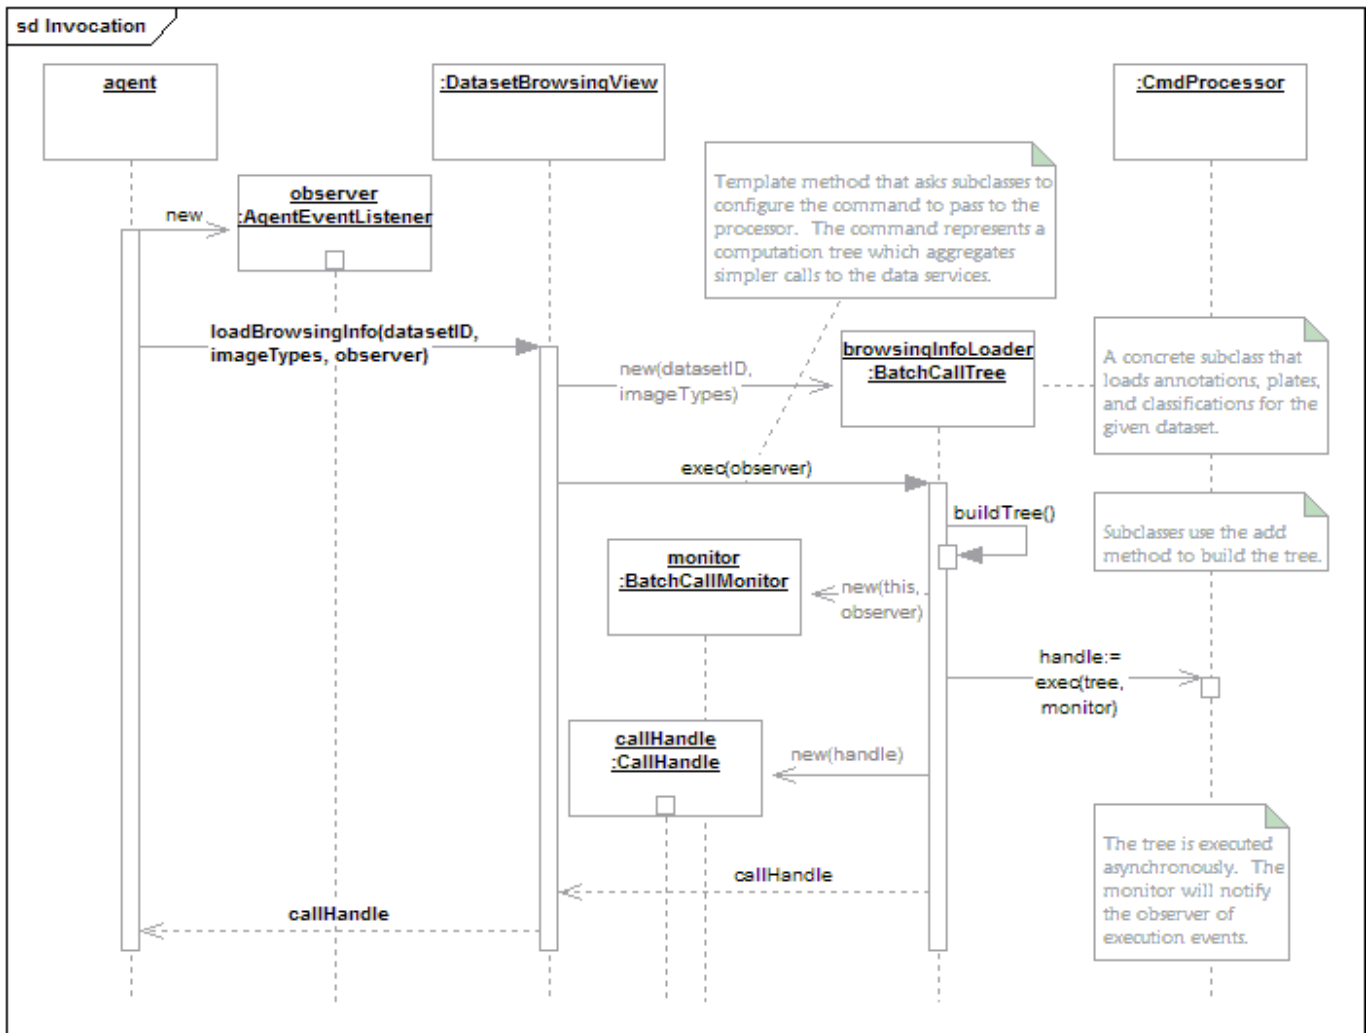 sd Invocation
agent
:DatasetBrowsingView
:CmdProcessor
observer
:AgentEventListener
new
Template method that asks subclasses to
configure the command to pass to the
processor. The command represents a
computation tree which aggregates
simpler calls to the data services.
loadBrowsingInfo(datasetID,
imageTypes, observer)
new(datasetID,
imageTypes)
browsingInfoLoader
:BatchCallTree
A concrete subclass that
loads annotations, plates,
and classifications for the
given dataset.
exec(observer)
buildTree()
Subclasses use the add
method to build the tree.
monitor
:BatchCallMonitor
new(this,
observer)
handle:=
exec(tree,
monitor)
callHandle
:CallHandle
new(handle)
The tree is executed
asynchronously. The
monitor will notify
the observer of
execution events.
callHandle
callHandle